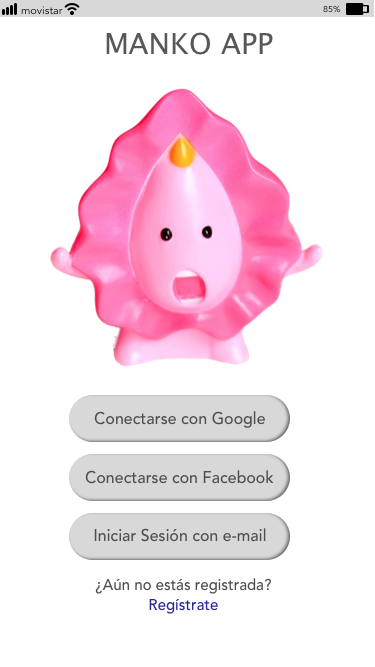 movistar 85%
MANKO APP
Conectarse con Google
Conectarse con Facebook
Iniciar Sesión con e-mail
¿Aún no estás registrada?
Regístrate